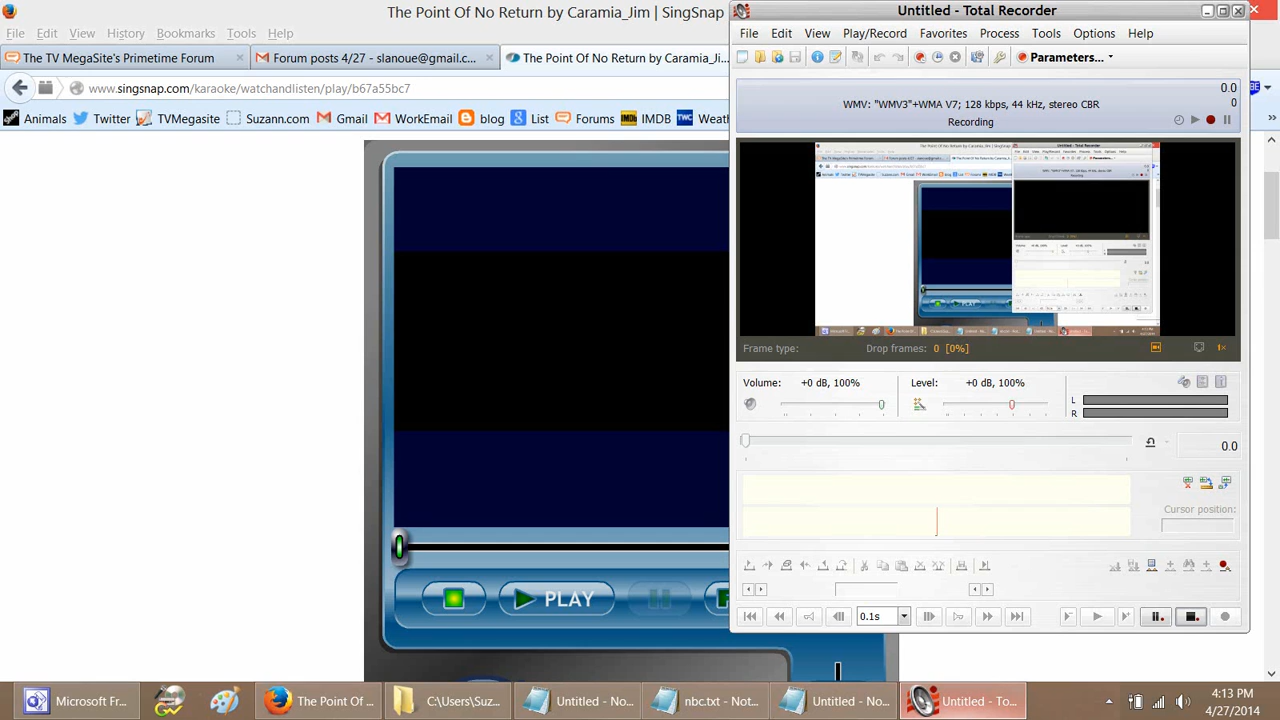 The Point Of No Return by Caramia_Jim | SingSnap
Untitled - Total Recorder
File Edit View History Bookmarks Tools Help
File Edit View Play/Record Favorites Process Tools Options Help
The TV MegaSite's Primetime Forum
Forum posts 4/27 - slanoue@gmail.c...
The Point Of No Return by Caramia_Ji...
Parameters...
www.singsnap.com/karaoke/watchandlisten/play/b67a55bc7
0.0
WMV: "WMV3"+WMA V7; 128 kbps, 44 kHz, stereo CBR
0
Recording
Animals Twitter TVMegasite Suzann.com Gmail WorkEmail blog List Forums IMDB Weath
Frame type:
Drop frames: 0 [0%]
1x
Volume: +0 dB, 100%
Level: +0 dB, 100%
L
R
0.0
Cursor position:
PLAY
0.1s
Microsoft Fr...
The Point Of ...
C:\Users\Suz...
Untitled - No...
nbc.txt - Not...
Untitled - No...
Untitled - To...
4:13 PM
4/27/2014